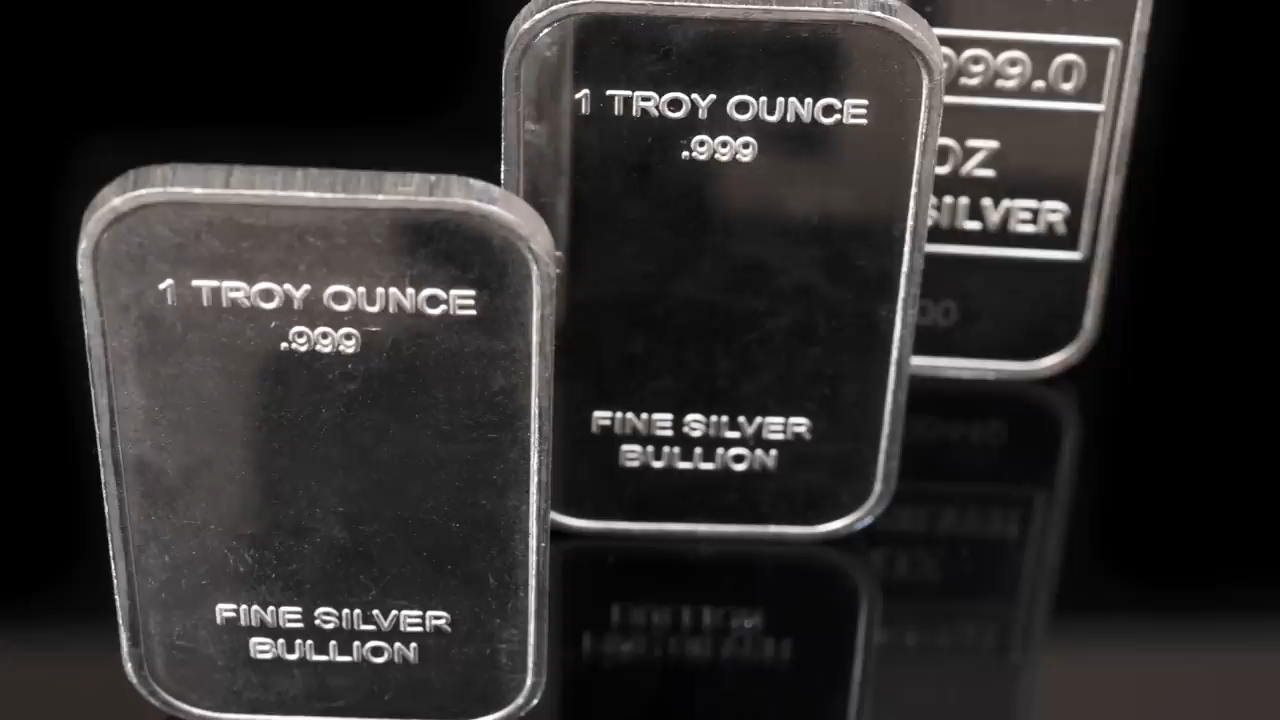 1 TROY OUNCE
.999
FINE SILVER
BULLION
1 TROY OUNCE
.999
FINE SILVER
BULLION
999.0
OZ
SILVER